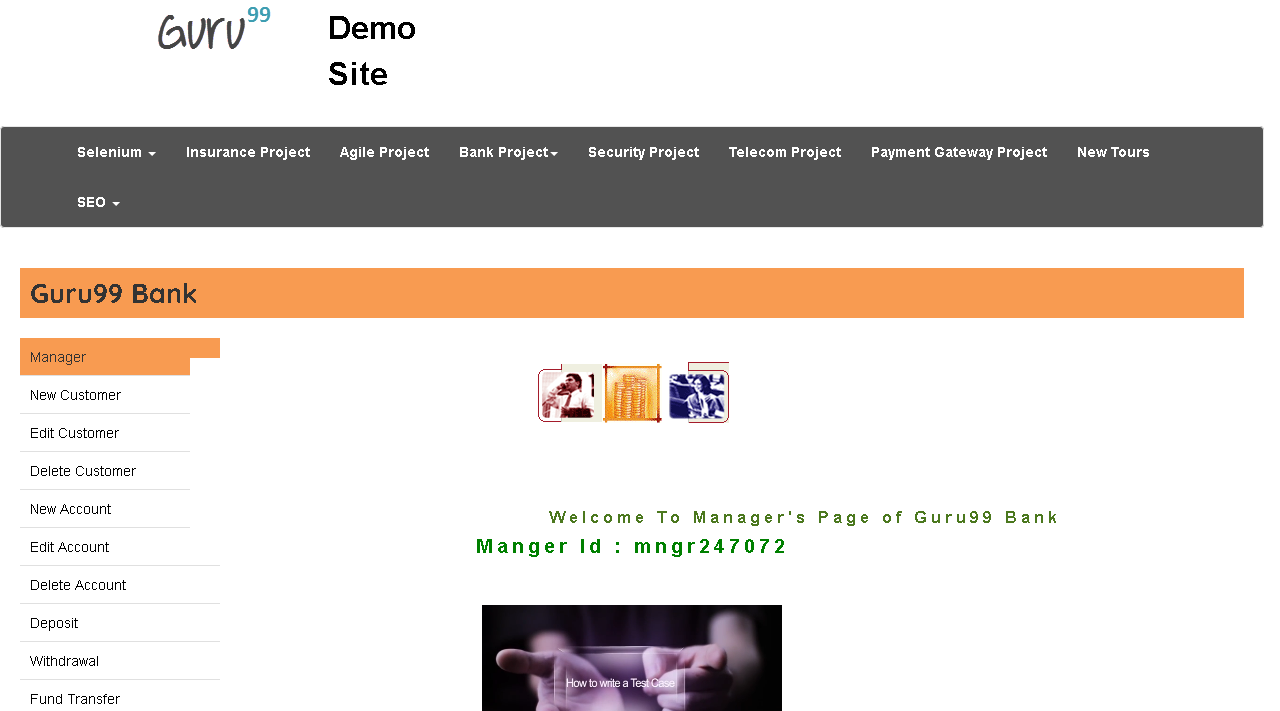 Guru99
Demo
Site
Selenium Insurance Project Agile Project Bank Project Security Project Telecom Project Payment Gateway Project New Tours
SEO
Guru99 Bank
Manager
New Customer
Edit Customer
Delete Customer
New Account
Edit Account
Delete Account
Deposit
Withdrawal
Fund Transfer
Welcome To Manager's Page of Guru99 Bank
Manger Id : mngr247072
How to write a Test Case